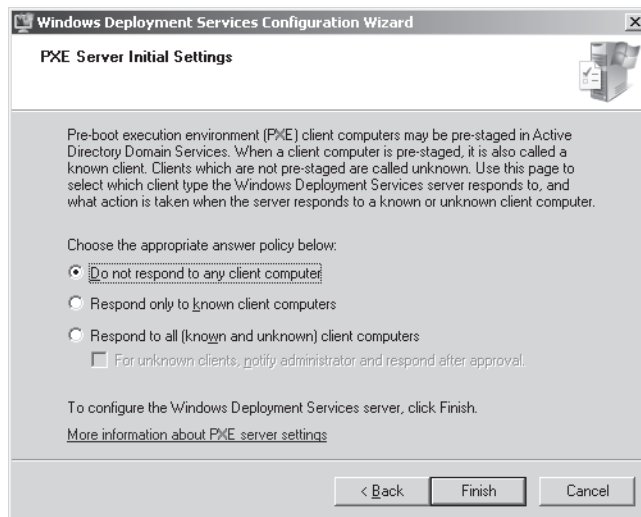 Windows Deployment Services Configuration Wizard
PXE Server Initial Settings
Pre-boot execution environment (PXE) client computers may be pre-staged in Active
Directory Domain Services. When a client computer is pre-staged, it is also called a
known client. Clients which are not pre-staged are called unknown. Use this page to
select which client type the Windows Deployment Services server responds to, and
what action is taken when the server responds to a known or unknown client computer.
Choose the appropriate answer policy below:
Do not respond to any client computer
Respond only to known client computers
Respond to all (known and unknown) client computers
For unknown clients, notify administrator and respond after approval.
To configure the Windows Deployment Services server, click Finish.
More information about PXE server settings
< Back Finish Cancel